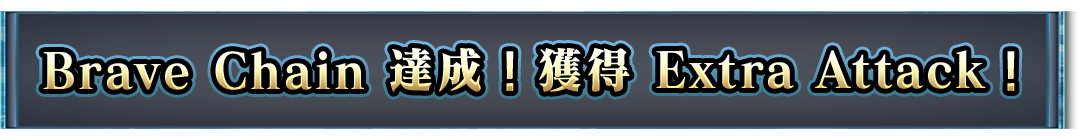 Brave Chain 達成！獲得 Extra Attack！